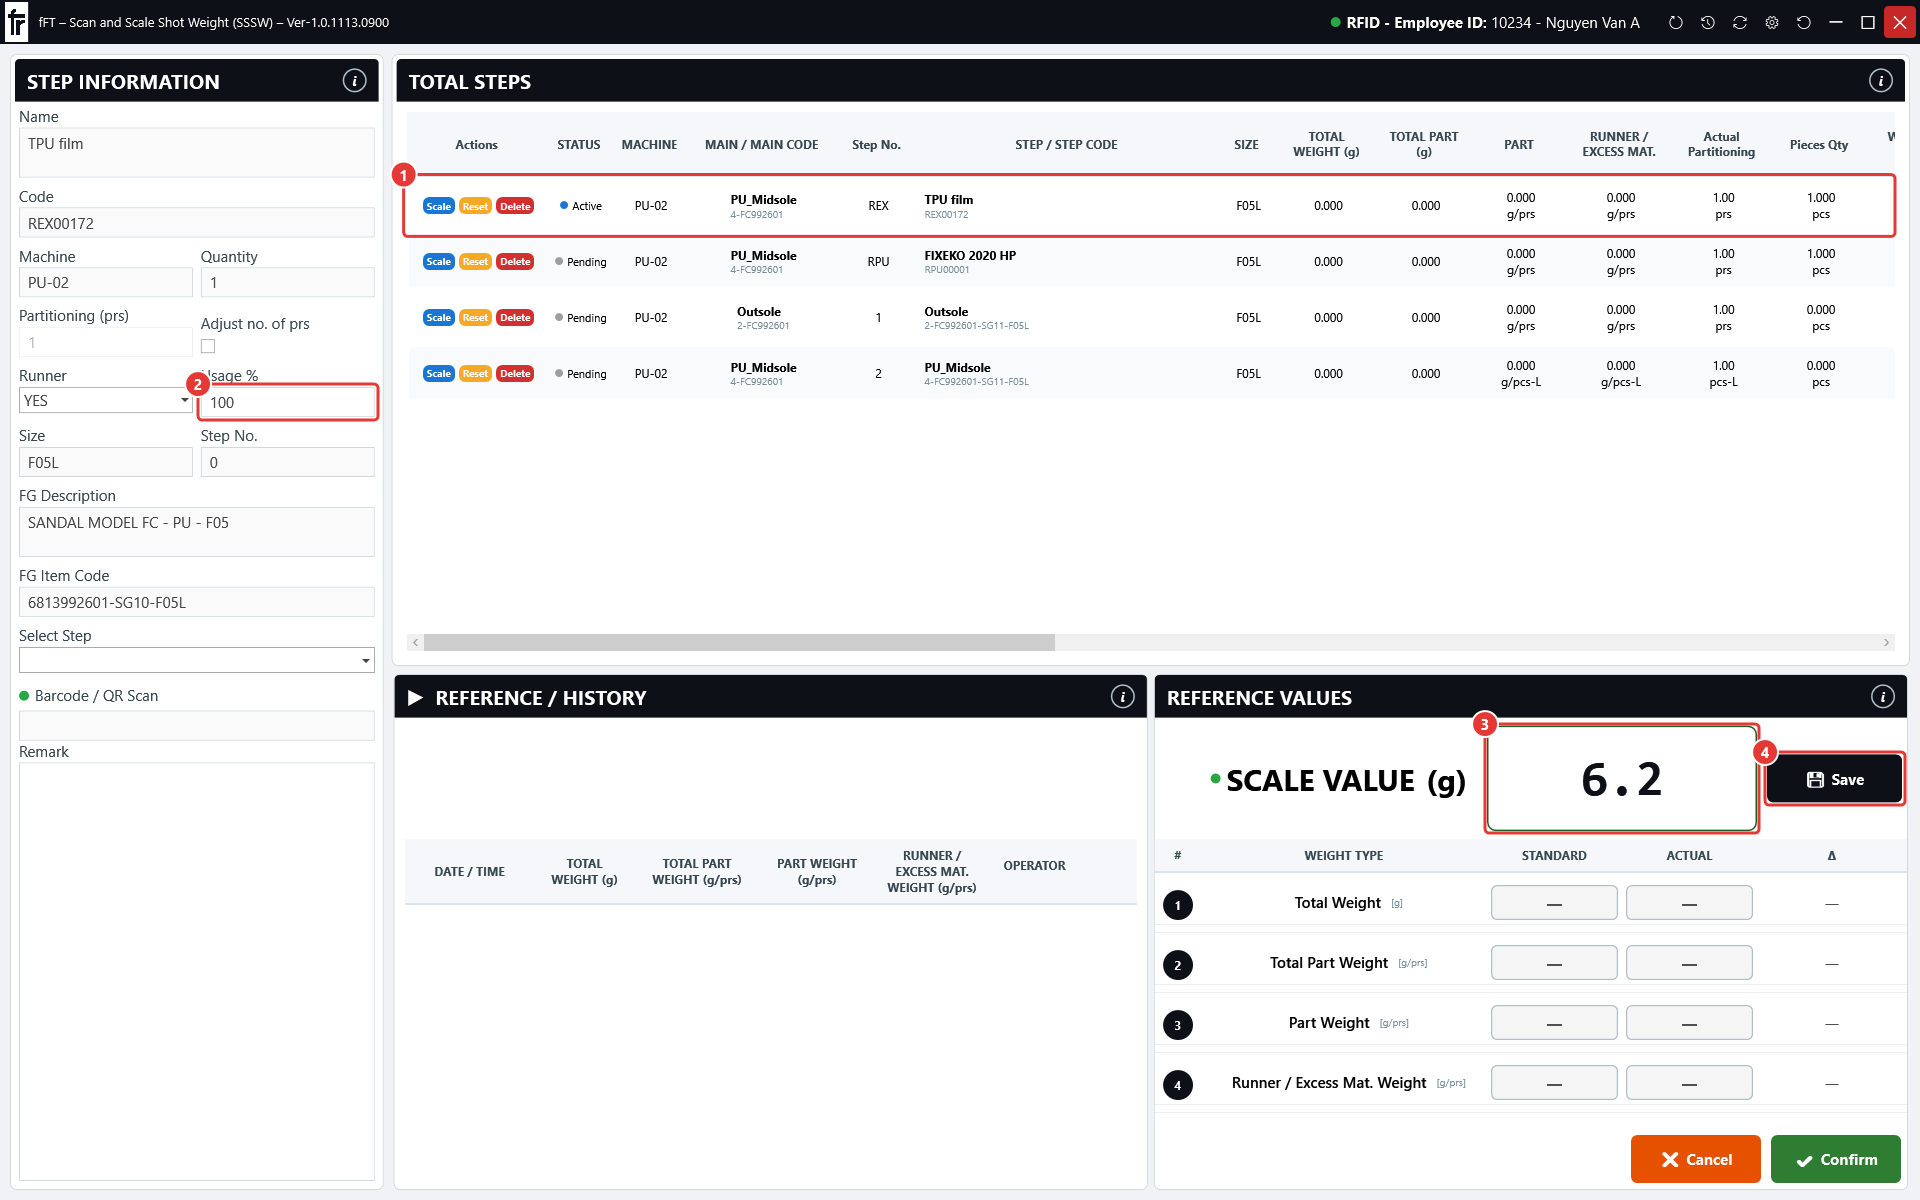 fFT – Scan and Scale Shot Weight (SSSW) – Ver-1.0.1113.0900
RFID - Employee ID: 10234 - Nguyen Van A
STEP INFORMATION
Name
TPU film
Code
REX00172
Machine Quantity
PU-02 1
Partitioning (prs) Adjust no. of prs
1
Runner 2 Usage %
YES 100
Size Step No.
F05L 0
FG Description
SANDAL MODEL FC - PU - F05
FG Item Code
6813992601-SG10-F05L
Select Step
Barcode / QR Scan
Remark
TOTAL STEPS
Actions STATUS MACHINE MAIN / MAIN CODE Step No. STEP / STEP CODE SIZE TOTAL WEIGHT (g) TOTAL PART (g) PART RUNNER / EXCESS MAT. Actual Partitioning Pieces Qty
1
Scale Reset Delete Active PU-02 PU_Midsole 4-FC992601 REX TPU film REX00172 F05L 0.000 0.000 0.000 g/prs 0.000 g/prs 1.00 prs 1.000 pcs
Scale Reset Delete Pending PU-02 PU_Midsole 4-FC992601 RPU FIXEKO 2020 HP RPU00001 F05L 0.000 0.000 0.000 g/prs 0.000 g/prs 1.00 prs 1.000 pcs
Scale Reset Delete Pending PU-02 Outsole 2-FC992601 1 Outsole 2-FC992601-SG11-F05L F05L 0.000 0.000 0.000 g/prs 0.000 g/prs 1.00 prs 0.000 pcs
Scale Reset Delete Pending PU-02 PU_Midsole 4-FC992601 2 PU_Midsole 4-FC992601-SG11-F05L F05L 0.000 0.000 0.000 g/pcs-L 0.000 g/pcs-L 1.00 pcs-L 0.000 pcs
REFERENCE / HISTORY
DATE / TIME TOTAL WEIGHT (g) TOTAL PART WEIGHT (g/prs) PART WEIGHT (g/prs) RUNNER / EXCESS MAT. WEIGHT (g/prs) OPERATOR
REFERENCE VALUES
3
SCALE VALUE (g) 6.2
4
Save
# WEIGHT TYPE STANDARD ACTUAL Δ
1 Total Weight [g] — — —
2 Total Part Weight [g/prs] — — —
3 Part Weight [g/prs] — — —
4 Runner / Excess Mat. Weight [g/prs] — — —
Cancel Confirm